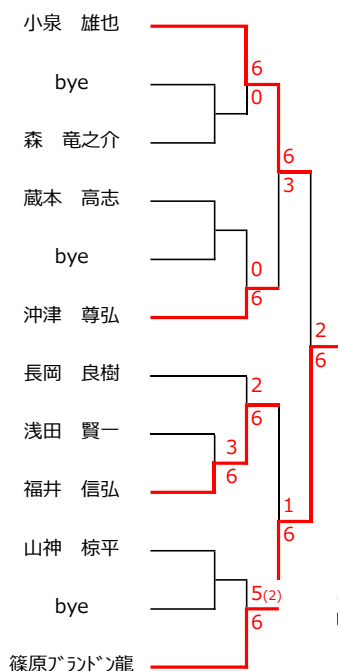 小泉　雄也
6
bye
0
森　竜之介
6
3
蔵本　高志
bye
0
6
沖津　尊弘
2
6
長岡　良樹
2
6
浅田　賢一
3
6
福井　信弘
1
6
山神　椋平
5(2)
bye
6
篠原ﾌﾞﾗﾝﾄﾞﾝ龍